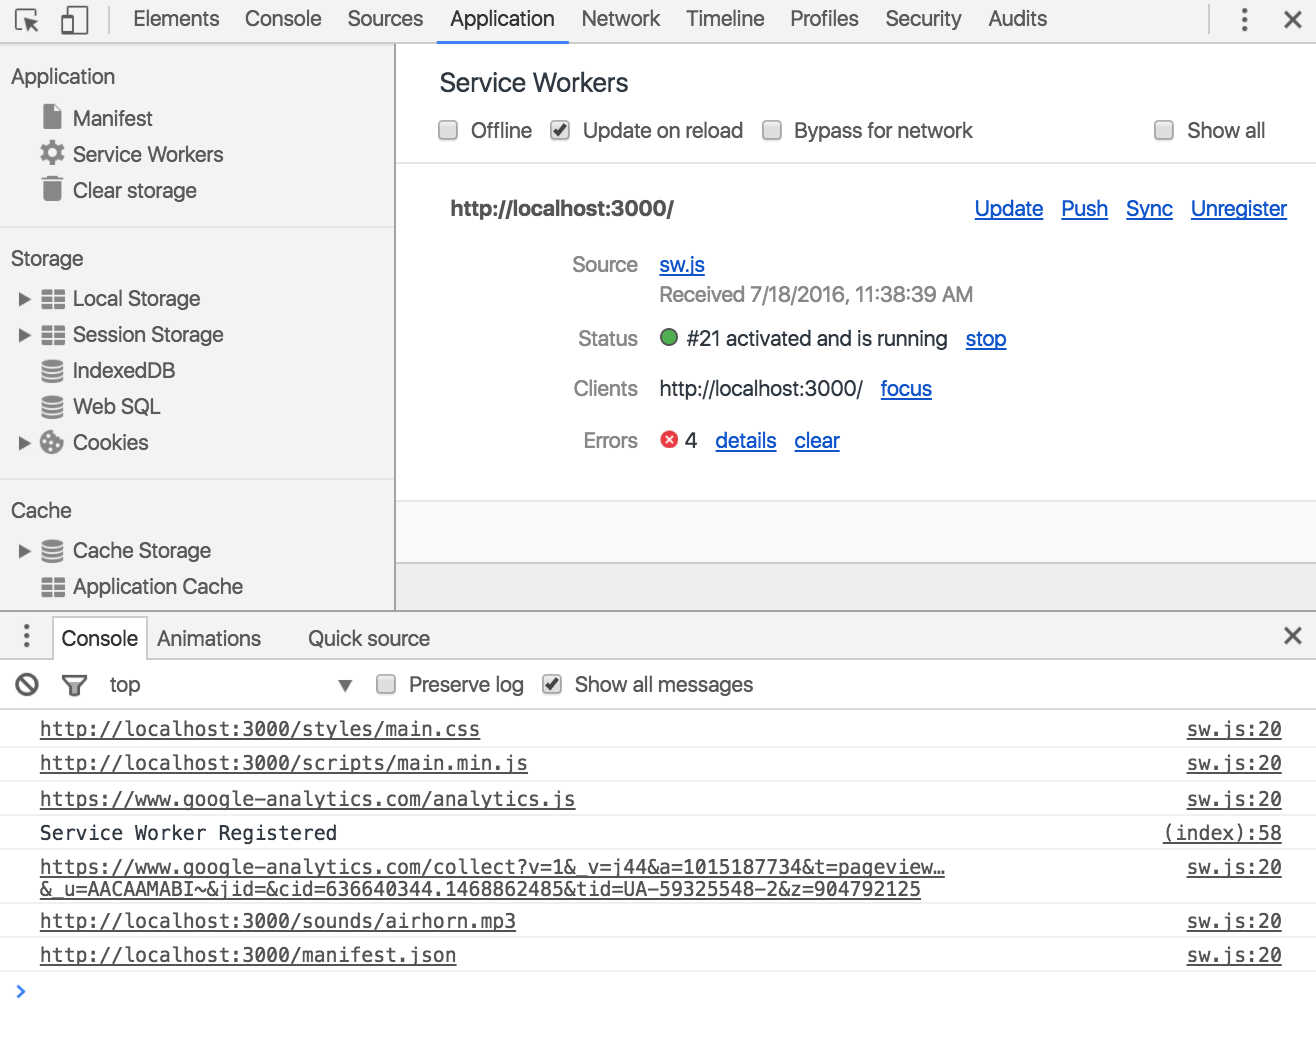 Elements Console Sources Application Network Timeline Profiles Security Audits
Application
Manifest
Service Workers
Clear storage
Storage
Local Storage
Session Storage
IndexedDB
Web SQL
Cookies
Cache
Cache Storage
Application Cache
Service Workers
Offline Update on reload Bypass for network Show all
http://localhost:3000/ Update Push Sync Unregister
Source sw.js
Received 7/18/2016, 11:38:39 AM
Status #21 activated and is running stop
Clients http://localhost:3000/ focus
Errors 4 details clear
Console Animations Quick source
top Preserve log Show all messages
http://localhost:3000/styles/main.css sw.js:20
http://localhost:3000/scripts/main.min.js sw.js:20
https://www.google-analytics.com/analytics.js sw.js:20
Service Worker Registered (index):58
https://www.google-analytics.com/collect?v=1&_v=j44&a=1015187734&t=pageview… sw.js:20
&_u=AACAAMABI~&jid=&cid=636640344.1468862485&tid=UA-59325548-2&z=904792125
http://localhost:3000/sounds/airhorn.mp3 sw.js:20
http://localhost:3000/manifest.json sw.js:20